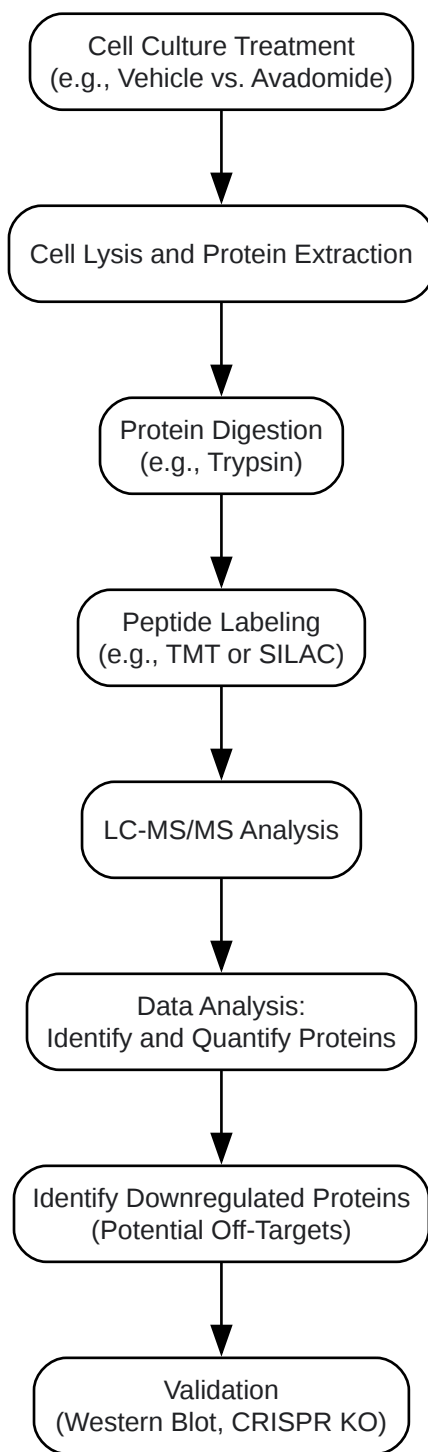 Cell Culture Treatment
(e.g., Vehicle vs. Avadomide)
Cell Lysis and Protein Extraction
Protein Digestion
(e.g., Trypsin)
Peptide Labeling
(e.g., TMT or SILAC)
LC-MS/MS Analysis
Data Analysis:
Identify and Quantify Proteins
Identify Downregulated Proteins
(Potential Off-Targets)
Validation
(Western Blot, CRISPR KO)